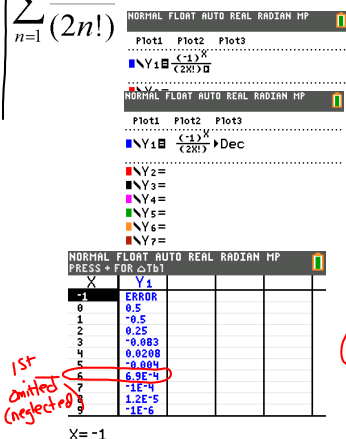 ∑ n=1 (2n!)
NORMAL FLOAT AUTO REAL RADIAN MP
Plot1 Plot2 Plot3
\Y1=(-1)^X/(2X!)
NORMAL FLOAT AUTO REAL RADIAN MP
Plot1 Plot2 Plot3
\Y1=(-1)^X/(2X!)▸Dec
\Y2=
\Y3=
\Y4=
\Y5=
\Y6=
\Y7=
NORMAL FLOAT AUTO REAL RADIAN MP
PRESS + FOR △Tbl
X Y1
-1 ERROR
0 0.5
1 -0.5
2 0.25
3 -0.083
4 0.0208
5 -0.004
6 6.9E-4
7 -1E-4
8 1.2E-5
9 -1E-6
1st
omitted
(neglected)
X= -1